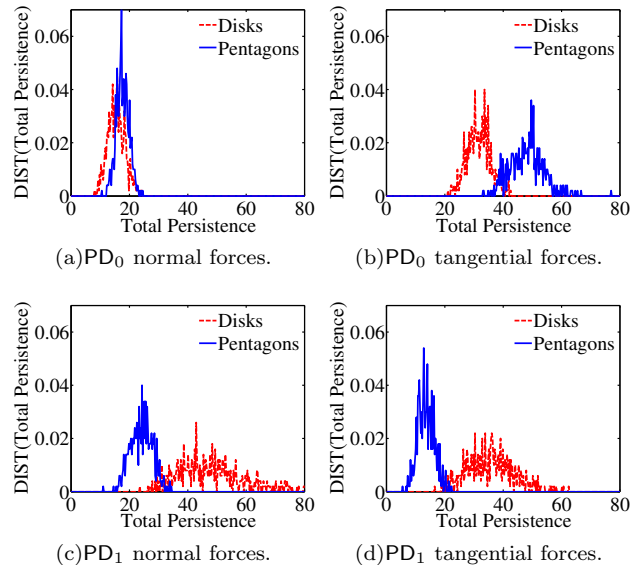 0.06
0.04
0.02
0
0 20 40 60 80
DIST(Total Persistence)
Total Persistence
Disks
Pentagons
(a)PD₀ normal forces.
0.06
0.04
0.02
0
0 20 40 60 80
DIST(Total Persistence)
Total Persistence
Disks
Pentagons
(b)PD₀ tangential forces.
0.06
0.04
0.02
0
0 20 40 60 80
DIST(Total Persistence)
Total Persistence
Disks
Pentagons
(c)PD₁ normal forces.
0.06
0.04
0.02
0
0 20 40 60 80
DIST(Total Persistence)
Total Persistence
Disks
Pentagons
(d)PD₁ tangential forces.